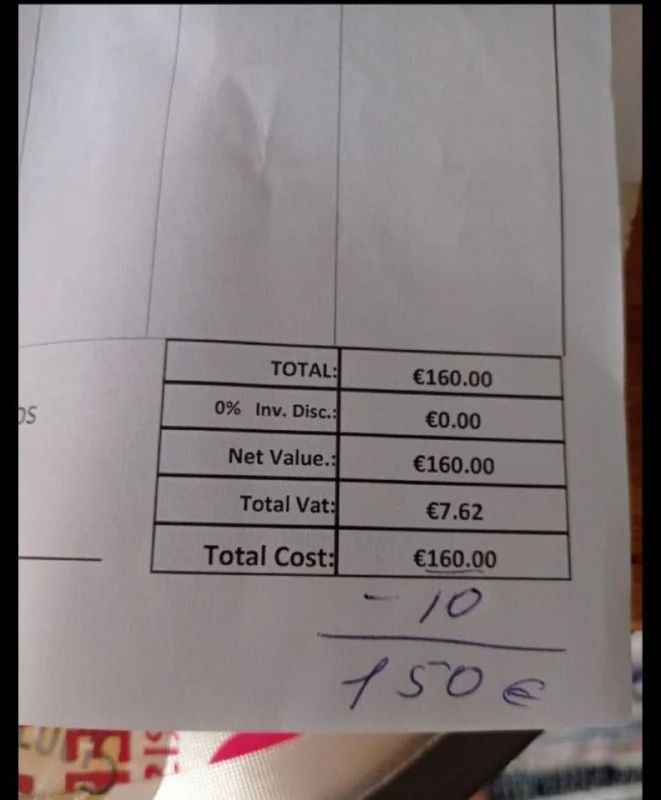 TOTAL: €160.00
0% Inv. Disc.: €0.00
Net Value.: €160.00
Total Vat: €7.62
Total Cost: €160.00
- 10
150 €